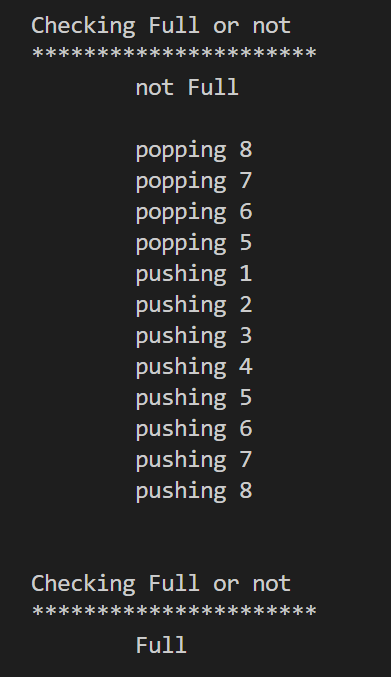 Checking Full or not
**********************
not Full
popping 8
popping 7
popping 6
popping 5
pushing 1
pushing 2
pushing 3
pushing 4
pushing 5
pushing 6
pushing 7
pushing 8
Checking Full or not
**********************
Full